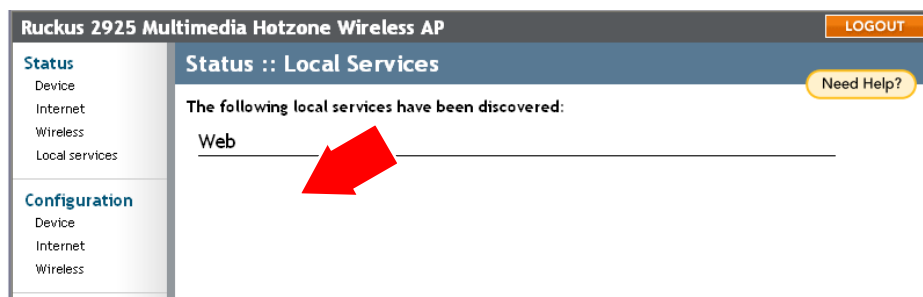 Ruckus 2925 Multimedia Hotzone Wireless AP
LOGOUT
Status
Device
Internet
Wireless
Local services
Configuration
Device
Internet
Wireless
Status :: Local Services
Need Help?
The following local services have been discovered:
Web